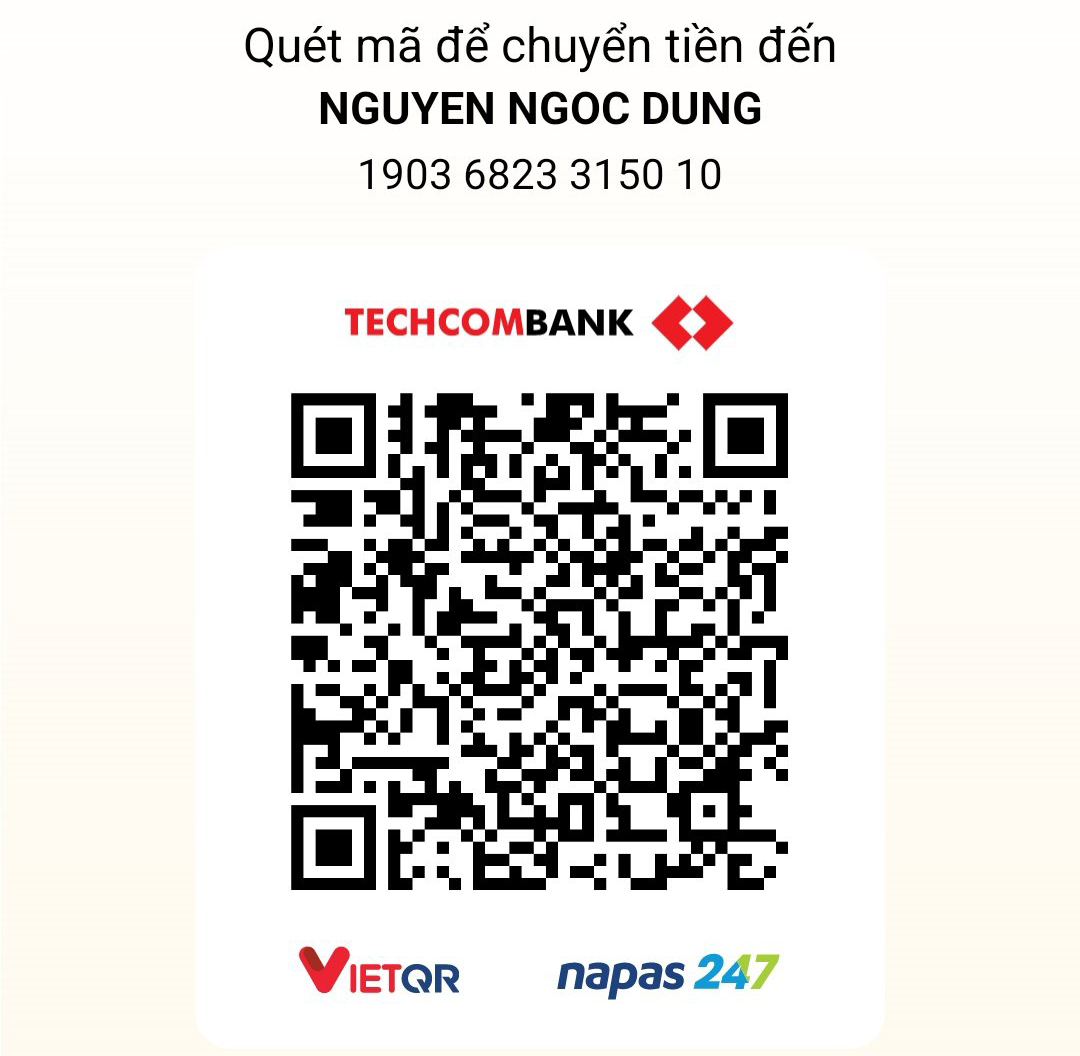 Quét mã để chuyển tiền đến
NGUYEN NGOC DUNG
1903 6823 3150 10
TECHCOMBANK
VIETQR
napas 247